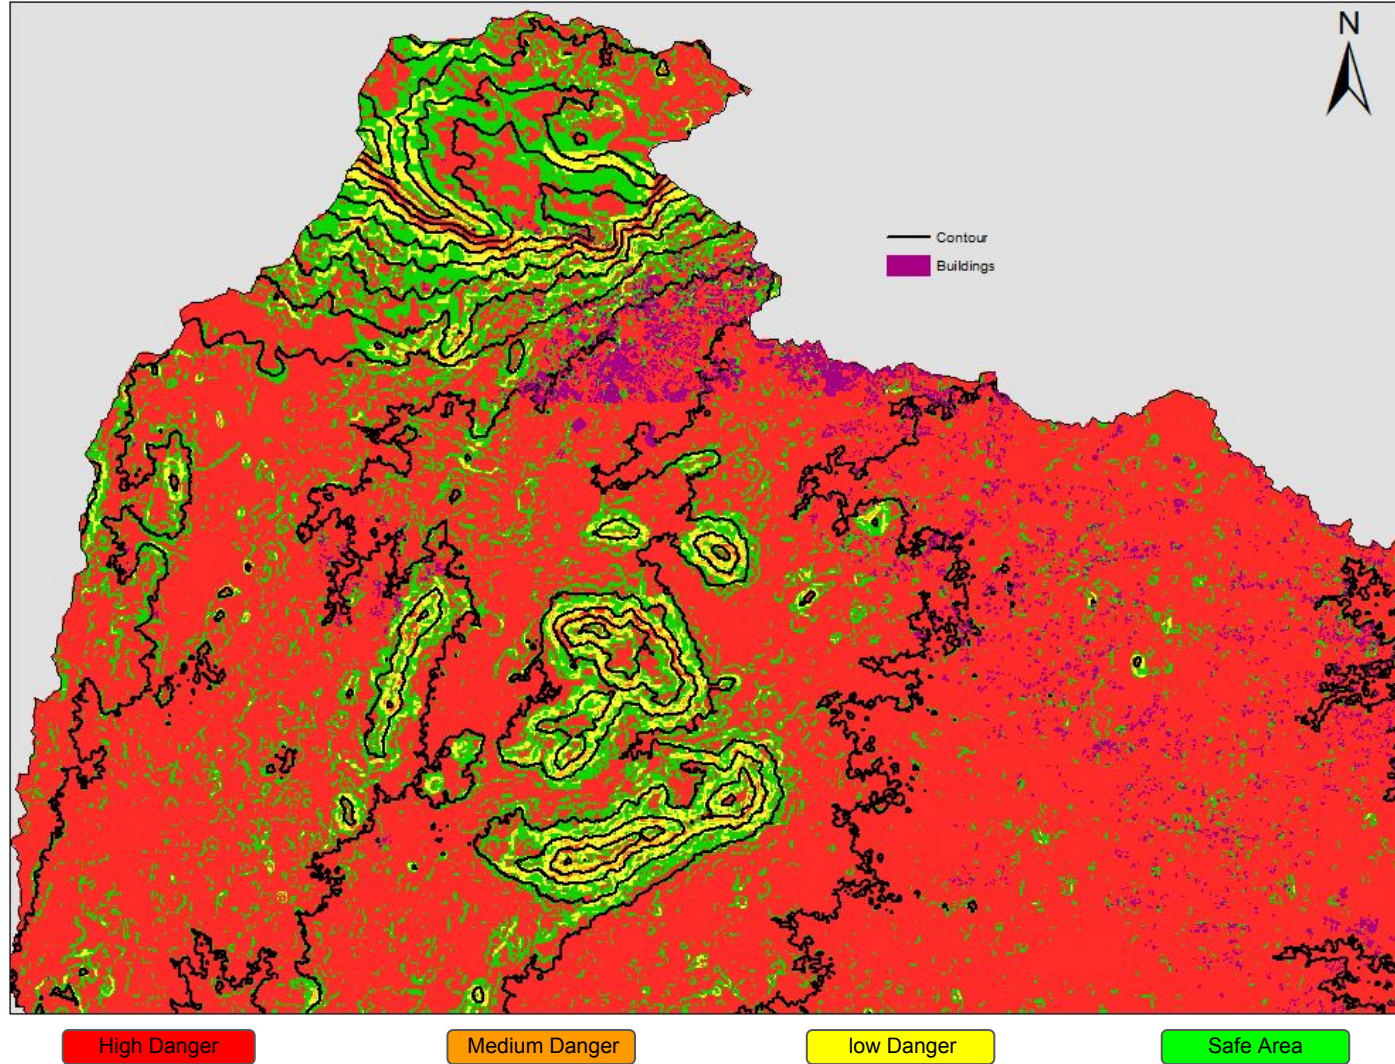 N
Contour
Buildings
High Danger
Medium Danger
low Danger
Safe Area